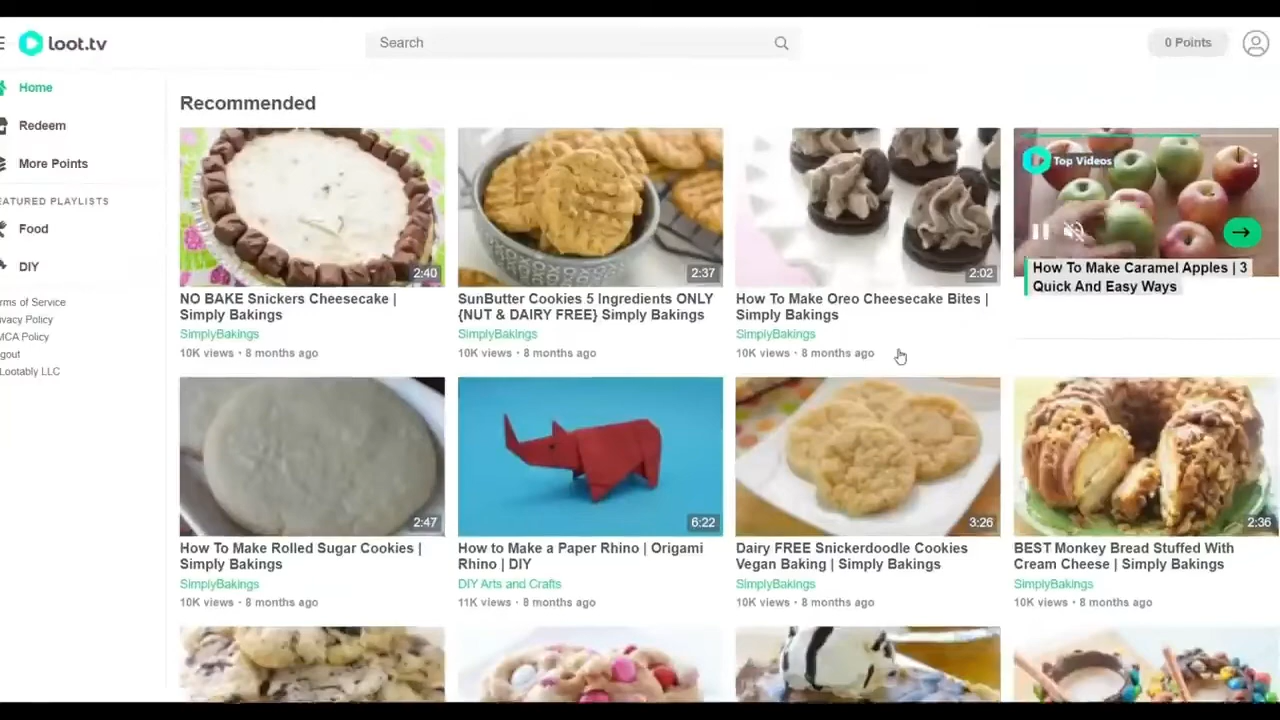 loot.tv
Search
0 Points
Home
Redeem
More Points
EATURED PLAYLISTS
Food
DIY
rms of Service
ivacy Policy
MCA Policy
gout
Lootably LLC
Recommended
2:40
NO BAKE Snickers Cheesecake |
Simply Bakings
SimplyBakings
10K views · 8 months ago
2:37
SunButter Cookies 5 Ingredients ONLY
{NUT & DAIRY FREE} Simply Bakings
SimplyBakings
10K views · 8 months ago
2:02
How To Make Oreo Cheesecake Bites |
Simply Bakings
SimplyBakings
10K views · 8 months ago
Top Videos
How To Make Caramel Apples | 3
Quick And Easy Ways
2:47
How To Make Rolled Sugar Cookies |
Simply Bakings
SimplyBakings
10K views · 8 months ago
6:22
How to Make a Paper Rhino | Origami
Rhino | DIY
DIY Arts and Crafts
11K views · 8 months ago
3:26
Dairy FREE Snickerdoodle Cookies
Vegan Baking | Simply Bakings
SimplyBakings
10K views · 8 months ago
2:36
BEST Monkey Bread Stuffed With
Cream Cheese | Simply Bakings
SimplyBakings
10K views · 8 months ago